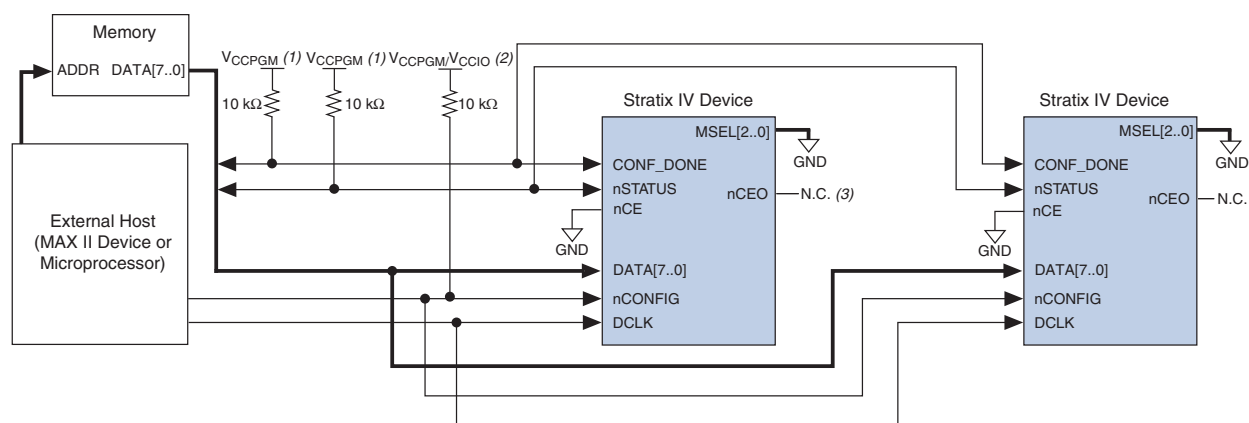 Memory
ADDR DATA[7..0]
VCCPGM (1) VCCPGM (1) VCCPGM/VCCIO (2)
10 kΩ 10 kΩ 10 kΩ
External Host
(MAX II Device or
Microprocessor)
Stratix IV Device
MSEL[2..0]
GND
CONF_DONE
nSTATUS
nCE
nCEO N.C. (3)
GND
DATA[7..0]
nCONFIG
DCLK
Stratix IV Device
MSEL[2..0]
GND
CONF_DONE
nSTATUS
nCE
nCEO N.C.
GND
DATA[7..0]
nCONFIG
DCLK